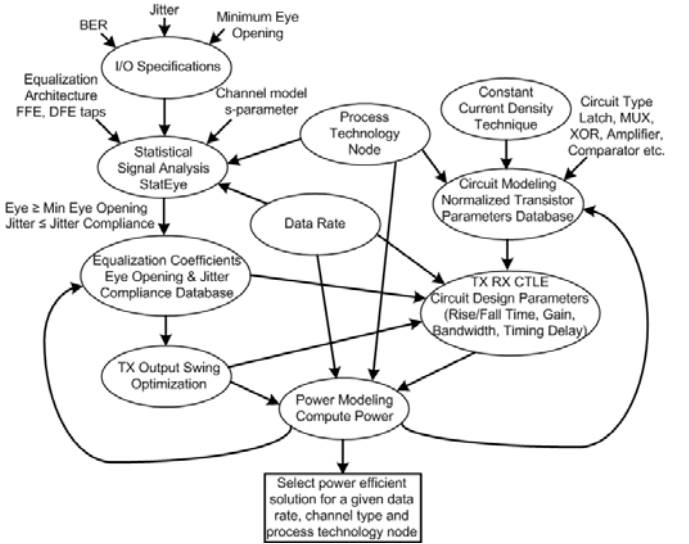 Jitter
BER
Minimum Eye
Opening
I/O Specifications
Equalization
Architecture
FFE, DFE taps
Channel model
s-parameter
Process
Technology
Node
Constant
Current Density
Technique
Circuit Type
Latch, MUX,
XOR, Amplifier,
Comparator etc.
Statistical
Signal Analysis
StatEye
Circuit Modeling
Normalized Transistor
Parameters Database
Eye ≥ Min Eye Opening
Jitter ≤ Jitter Compliance
Data Rate
Equalization Coefficients
Eye Opening & Jitter
Compliance Database
TX RX CTLE
Circuit Design Parameters
(Rise/Fall Time, Gain,
Bandwidth, Timing Delay)
TX Output Swing
Optimization
Power Modeling
Compute Power
Select power efficient
solution for a given data
rate, channel type and
process technology node